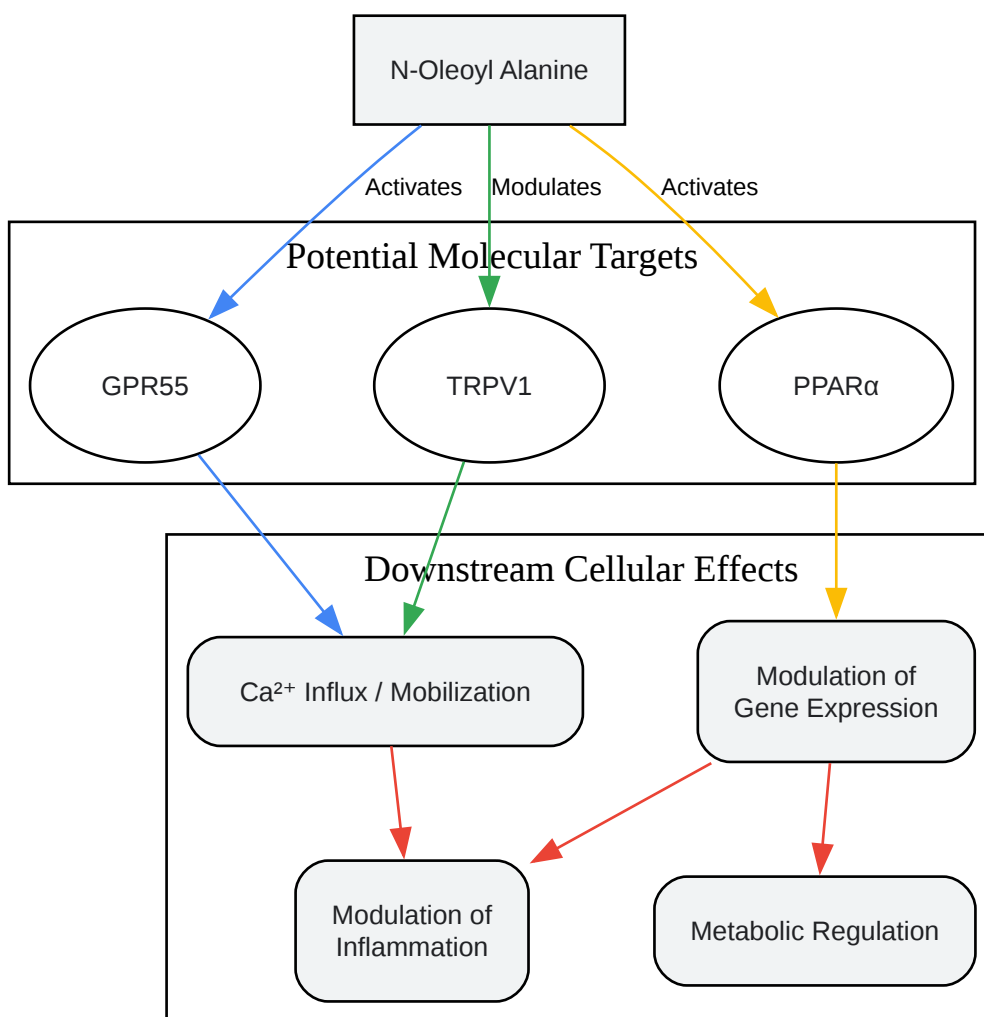 N-Oleoyl Alanine
Activates
Modulates
Activates
Potential Molecular Targets
GPR55
TRPV1
PPARα
Downstream Cellular Effects
Ca²⁺ Influx / Mobilization
Modulation of
Gene Expression
Modulation of
Inflammation
Metabolic Regulation